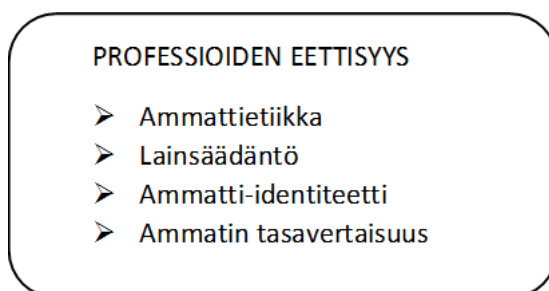 PROFESSIOIDEN EETTISYYS
➢ Ammattietiikka
➢ Lainsäädäntö
➢ Ammatti-identiteetti
➢ Ammatin tasavertaisuus